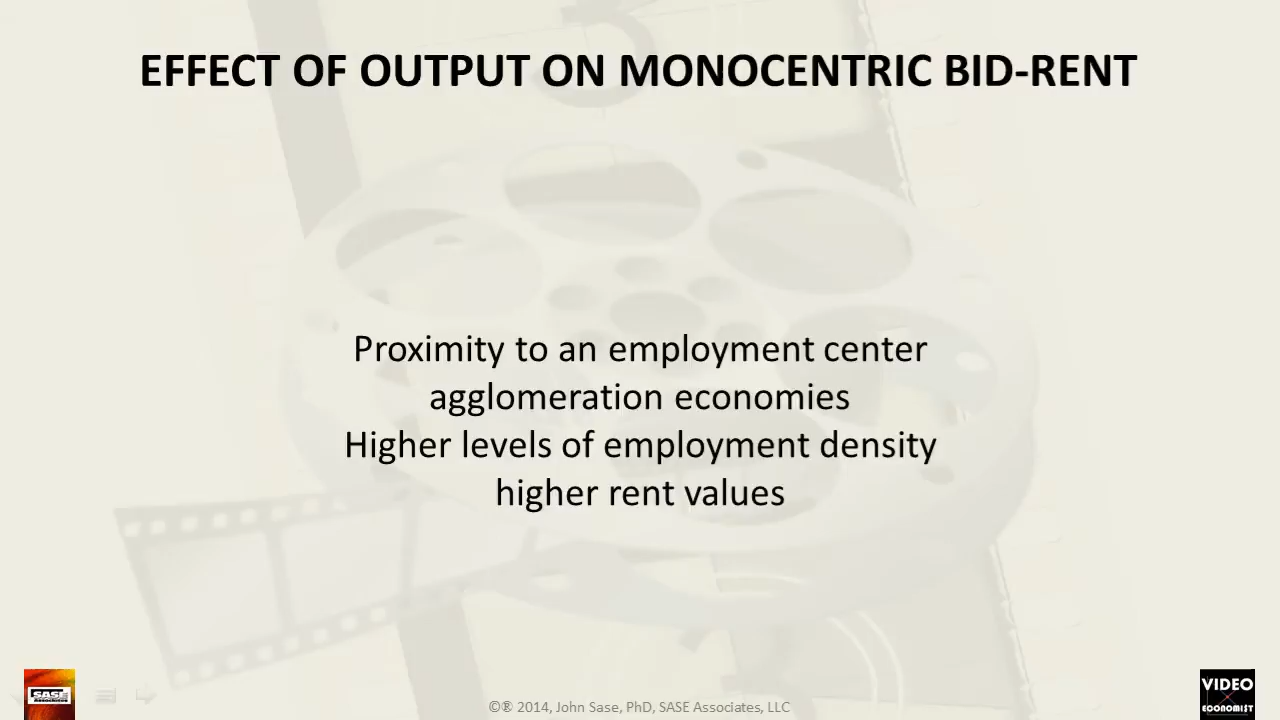 EFFECT OF OUTPUT ON MONOCENTRIC BID-RENT
Proximity to an employment center
agglomeration economies
Higher levels of employment density
higher rent values
SASE
©® 2014, John Sase, PhD, SASE Associates, LLC
VIDEO
ECONOMIST